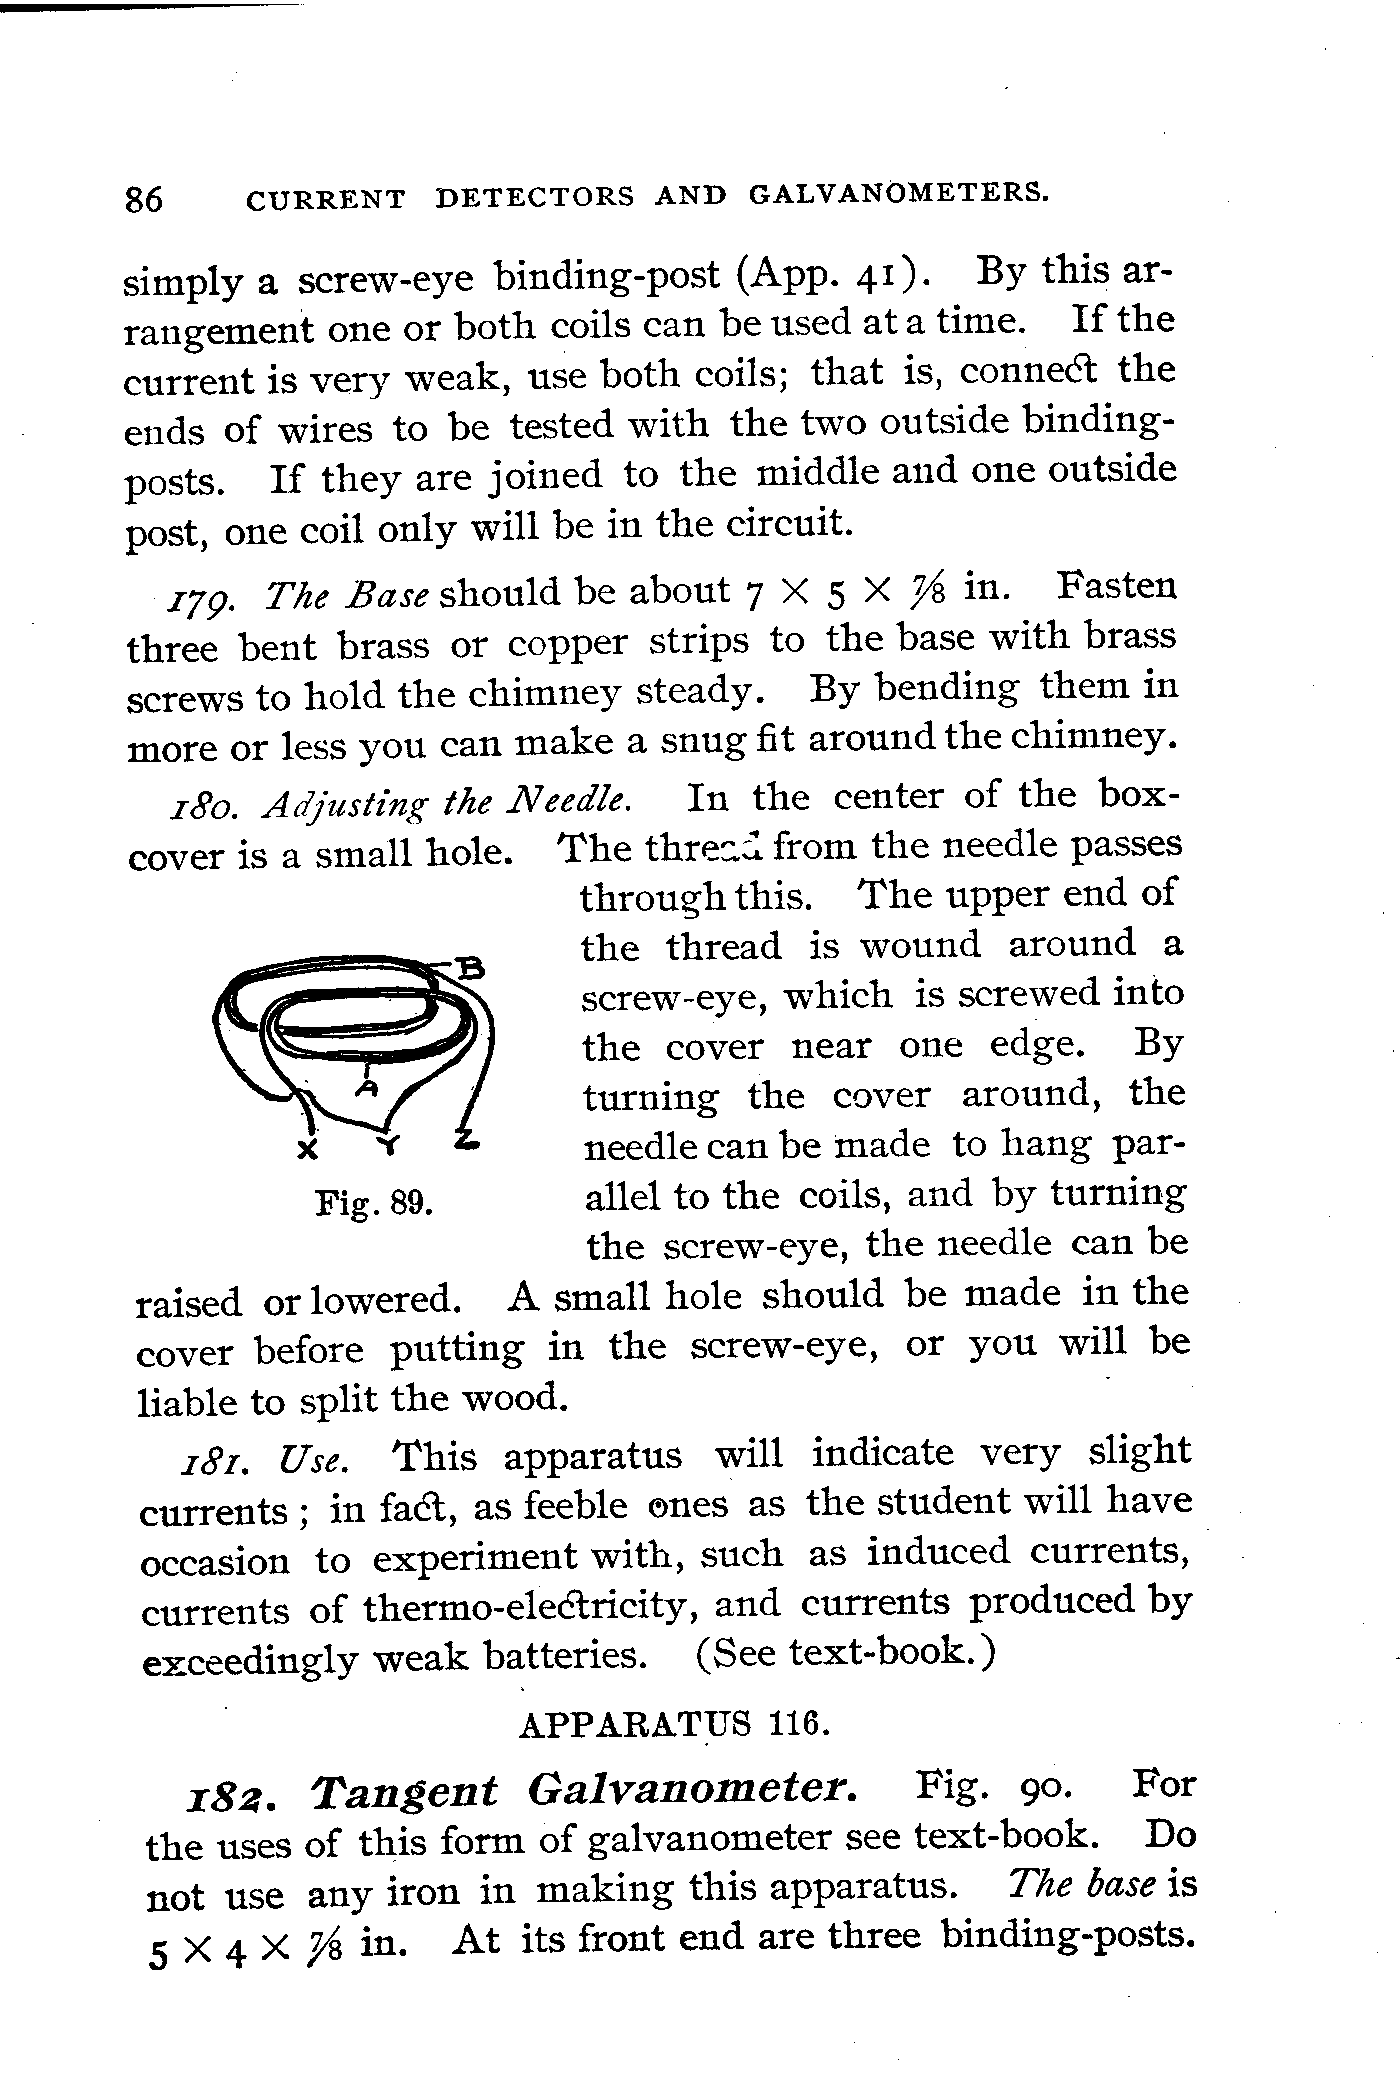 86 CURRENT DETECTORS AND GALVANOMETERS.
simply a screw-eye binding-post (App. 41). By this ar-
rangement one or both coils can be used at a time. If the
current is very weak, use both coils; that is, connect the
ends of wires to be tested with the two outside binding-
posts. If they are joined to the middle and one outside
post, one coil only will be in the circuit.
179. The Base should be about 7 × 5 × ⅞ in. Fasten
three bent brass or copper strips to the base with brass
screws to hold the chimney steady. By bending them in
more or less you can make a snug fit around the chimney.
180. Adjusting the Needle. In the center of the box-
cover is a small hole. The thread from the needle passes
through this. The upper end of
the thread is wound around a
screw-eye, which is screwed into
the cover near one edge. By
turning the cover around, the
needle can be made to hang par-
allel to the coils, and by turning
the screw-eye, the needle can be
B
A
X Y Z
Fig. 89.
raised or lowered. A small hole should be made in the
cover before putting in the screw-eye, or you will be
liable to split the wood.
181. Use. This apparatus will indicate very slight
currents ; in fact, as feeble ones as the student will have
occasion to experiment with, such as induced currents,
currents of thermo-electricity, and currents produced by
exceedingly weak batteries. (See text-book.)
APPARATUS 116.
182. Tangent Galvanometer. Fig. 90. For
the uses of this form of galvanometer see text-book. Do
not use any iron in making this apparatus. The base is
5 × 4 × ⅞ in. At its front end are three binding-posts.